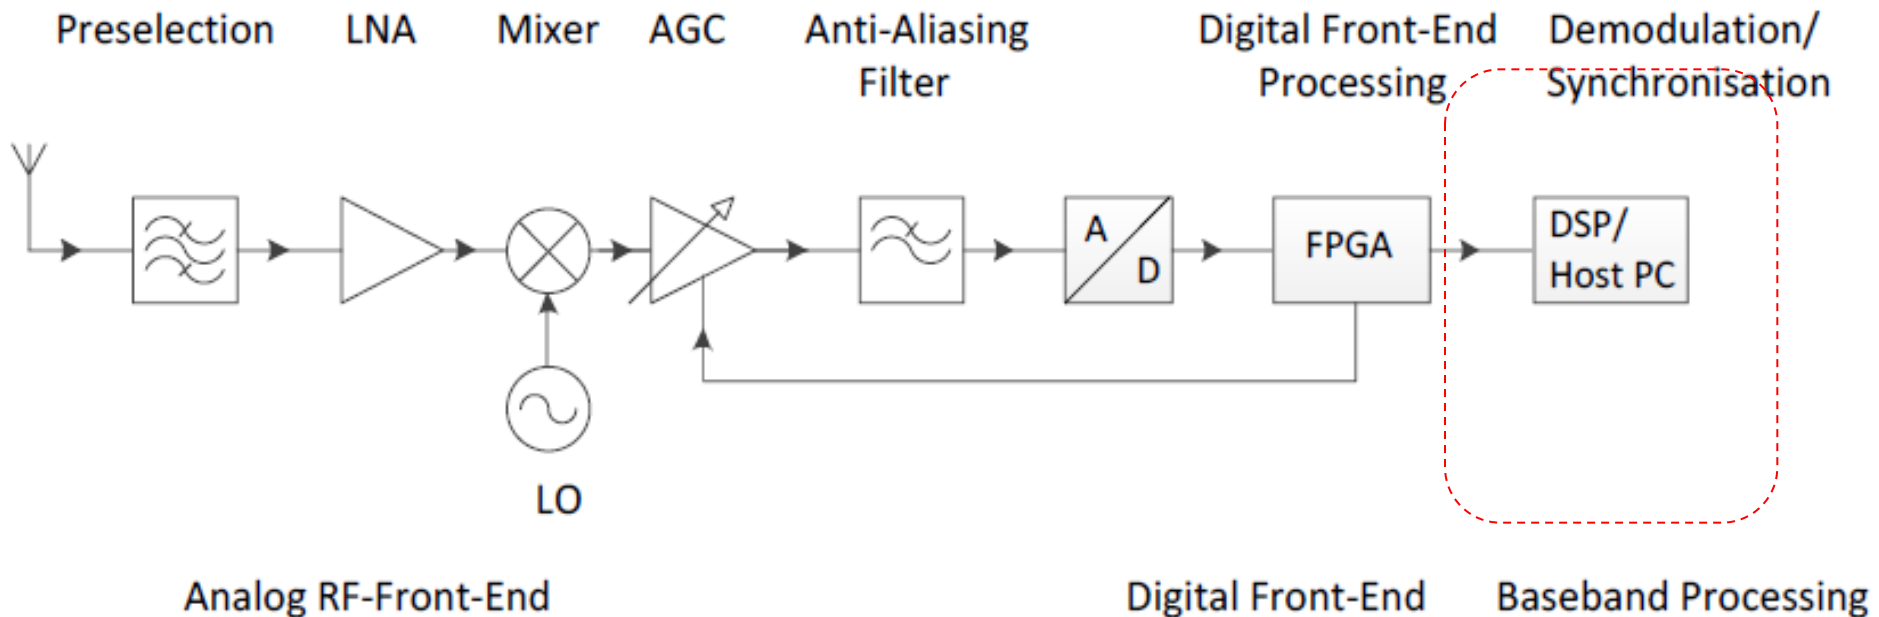 Preselection
LNA
Mixer
AGC
Anti-Aliasing
Filter
Digital Front-End
Processing
Demodulation/
Synchronisation
A
D
FPGA
DSP/
Host PC
LO
Analog RF-Front-End
Digital Front-End
Baseband Processing